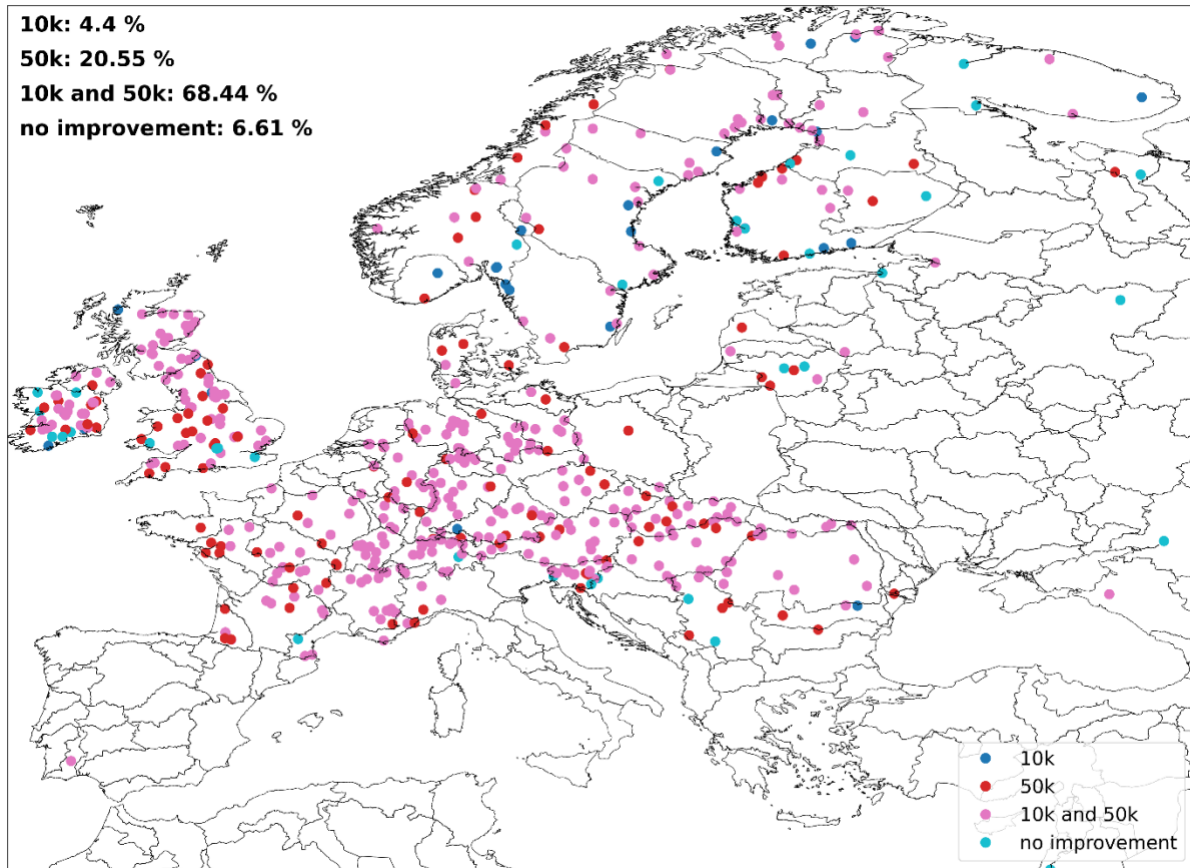 10k: 4.4 %
50k: 20.55 %
10k and 50k: 68.44 %
no improvement: 6.61 %
10k
50k
10k and 50k
no improvement